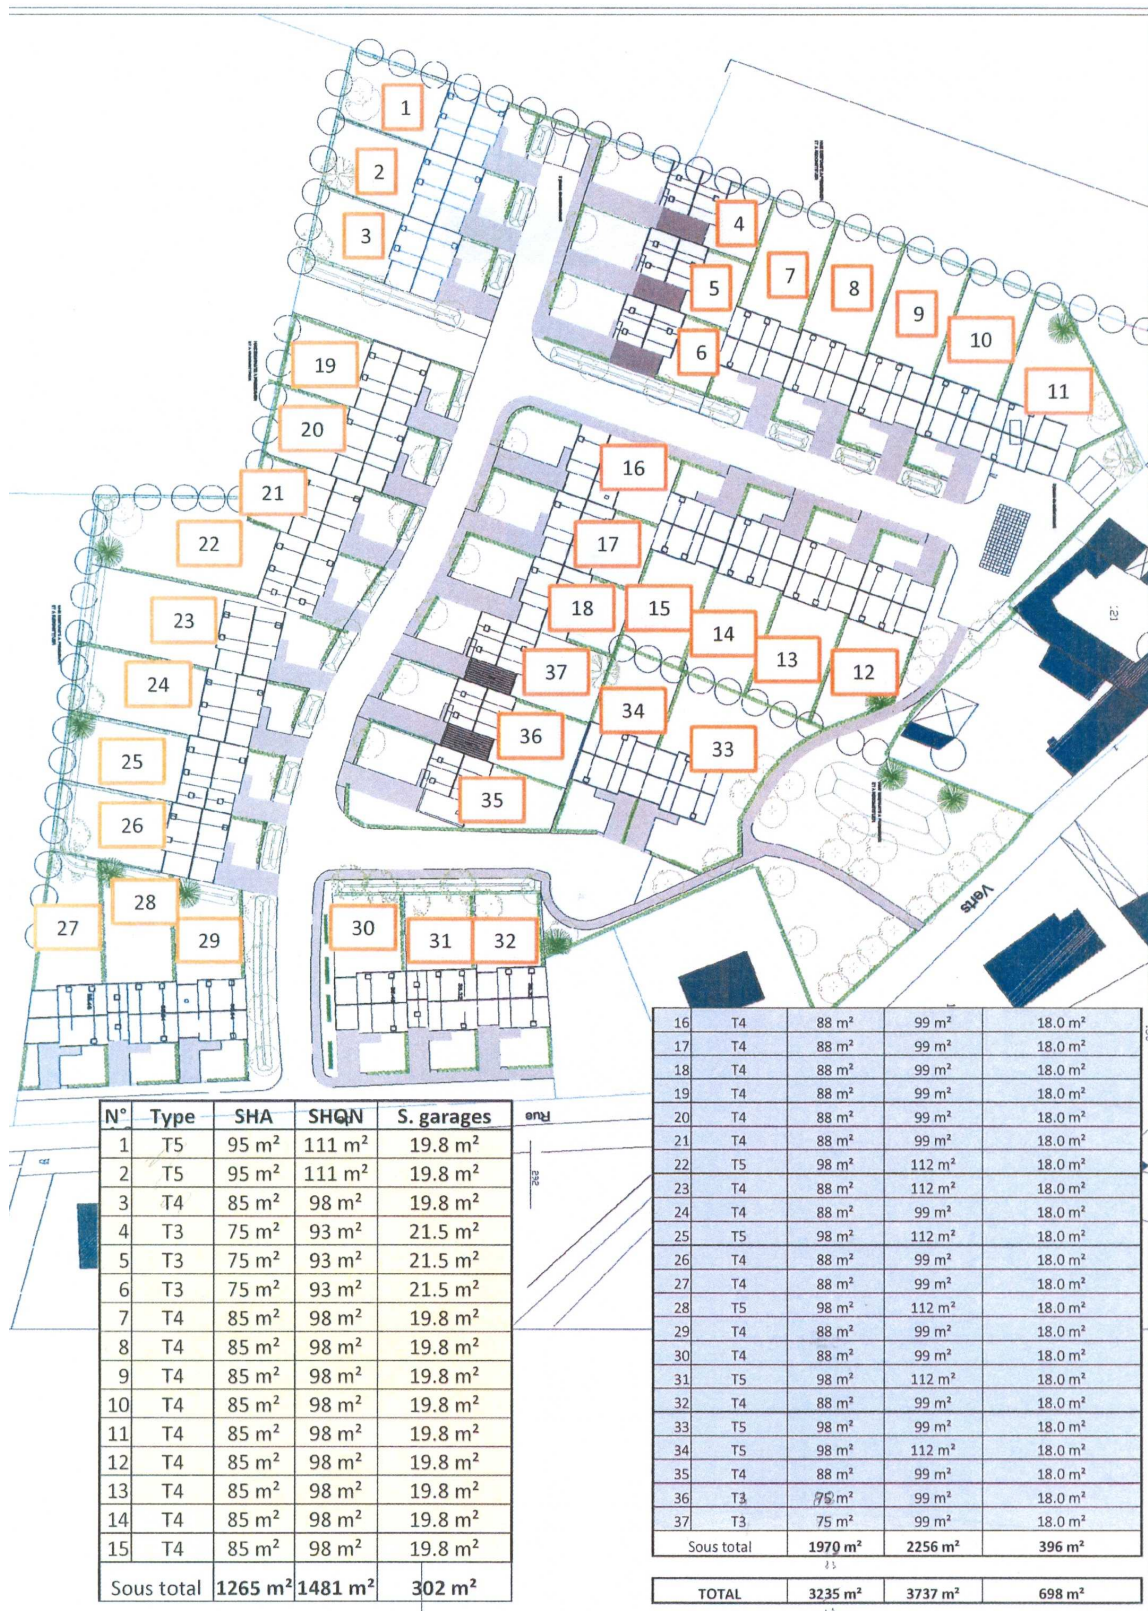 1
2
3
4
5
6
7
8
9
10
11
19
20
21
22
16
17
18
15
14
13
12
23
24
25
26
37
36
35
34
33
27
28
29
30
31
32
Verts
Rue
292
121
N° Type SHA SHON S. garages
1 T5 95 m² 111 m² 19.8 m²
2 T5 95 m² 111 m² 19.8 m²
3 T4 85 m² 98 m² 19.8 m²
4 T3 75 m² 93 m² 21.5 m²
5 T3 75 m² 93 m² 21.5 m²
6 T3 75 m² 93 m² 21.5 m²
7 T4 85 m² 98 m² 19.8 m²
8 T4 85 m² 98 m² 19.8 m²
9 T4 85 m² 98 m² 19.8 m²
10 T4 85 m² 98 m² 19.8 m²
11 T4 85 m² 98 m² 19.8 m²
12 T4 85 m² 98 m² 19.8 m²
13 T4 85 m² 98 m² 19.8 m²
14 T4 85 m² 98 m² 19.8 m²
15 T4 85 m² 98 m² 19.8 m²
Sous total 1265 m² 1481 m² 302 m²
16 T4 88 m² 99 m² 18.0 m²
17 T4 88 m² 99 m² 18.0 m²
18 T4 88 m² 99 m² 18.0 m²
19 T4 88 m² 99 m² 18.0 m²
20 T4 88 m² 99 m² 18.0 m²
21 T4 88 m² 99 m² 18.0 m²
22 T5 98 m² 112 m² 18.0 m²
23 T4 88 m² 112 m² 18.0 m²
24 T4 88 m² 99 m² 18.0 m²
25 T5 98 m² 112 m² 18.0 m²
26 T4 88 m² 99 m² 18.0 m²
27 T4 88 m² 99 m² 18.0 m²
28 T5 98 m² 112 m² 18.0 m²
29 T4 88 m² 99 m² 18.0 m²
30 T4 88 m² 99 m² 18.0 m²
31 T5 98 m² 112 m² 18.0 m²
32 T4 88 m² 99 m² 18.0 m²
33 T5 98 m² 99 m² 18.0 m²
34 T5 98 m² 112 m² 18.0 m²
35 T4 88 m² 99 m² 18.0 m²
36 T3 75 m² 99 m² 18.0 m²
37 T3 75 m² 99 m² 18.0 m²
Sous total 1970 m² 2256 m² 396 m²
TOTAL 3235 m² 3737 m² 698 m²